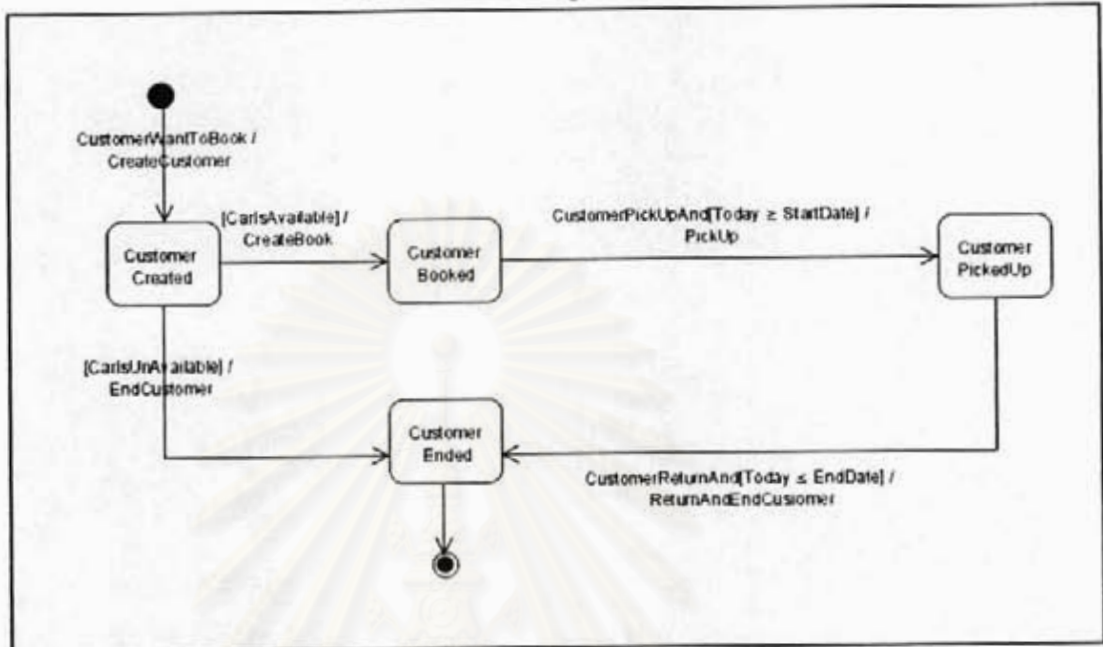 CustomerWantToBook /
CreateCustomer
[CarIsAvailable] /
CreateBook
CustomerPickUpAnd[Today ≥ StartDate] /
PickUp
Customer
Created
Customer
Booked
Customer
PickedUp
[CarIsUnAvailable] /
EndCustomer
Customer
Ended
CustomerReturnAnd[Today ≤ EndDate] /
ReturnAndEndCustomer